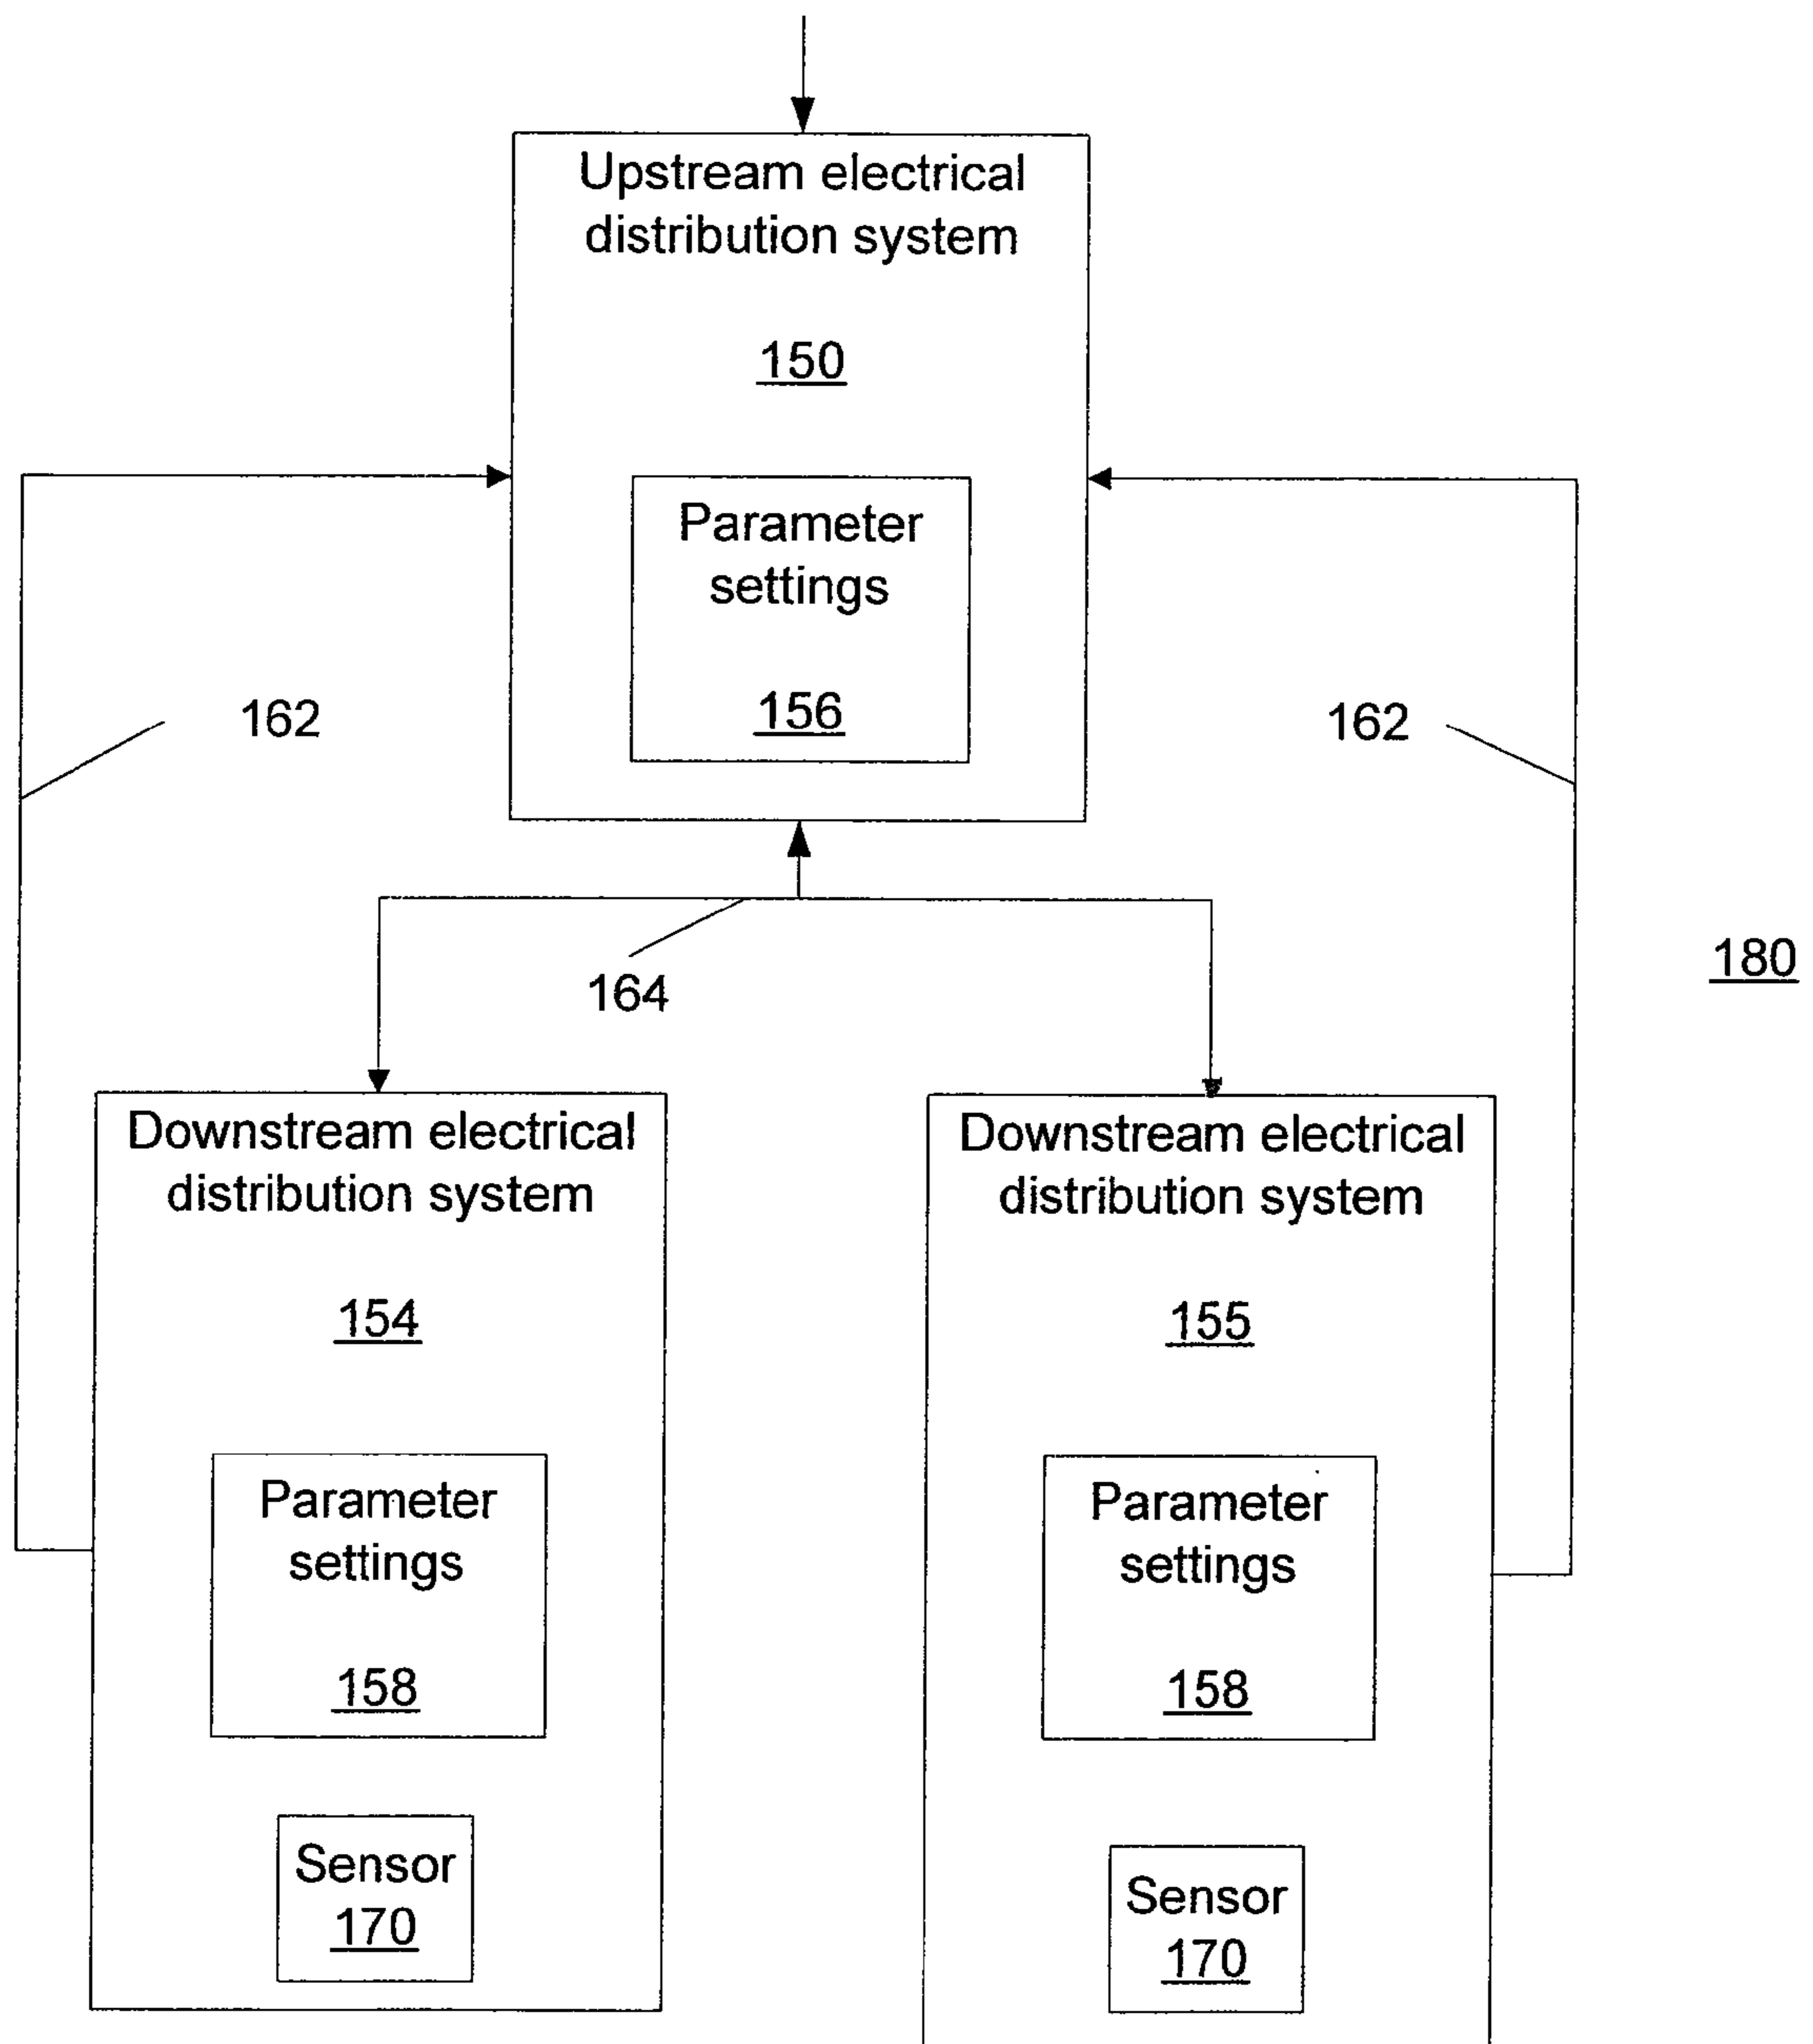 Upstream electrical
distribution system
150
Parameter
settings
156
162
162
164
180
Downstream electrical
distribution system
154
Parameter
settings
158
Sensor
170
Downstream electrical
distribution system
155
Parameter
settings
158
Sensor
170